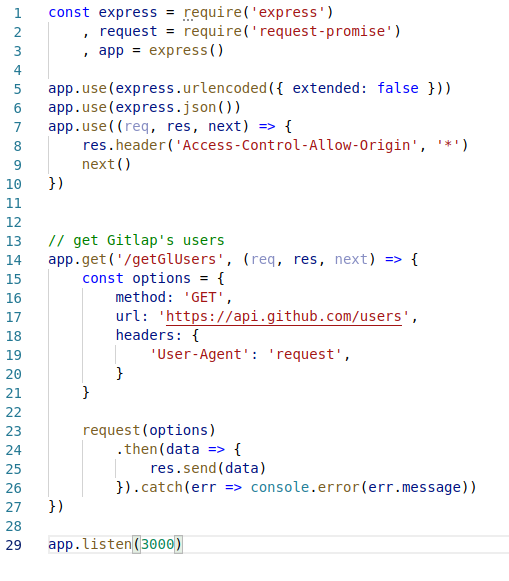 1 const express = require('express')
2     , request = require('request-promise')
3     , app = express()
4
5 app.use(express.urlencoded({ extended: false }))
6 app.use(express.json())
7 app.use((req, res, next) => {
8     res.header('Access-Control-Allow-Origin', '*')
9     next()
10 })
11
12
13 // get Gitlap's users
14 app.get('/getGlUsers', (req, res, next) => {
15     const options = {
16         method: 'GET',
17         url: 'https://api.github.com/users',
18         headers: {
19             'User-Agent': 'request',
20         }
21     }
22
23     request(options)
24         .then(data => {
25             res.send(data)
26         }).catch(err => console.error(err.message))
27 })
28
29 app.listen(3000)